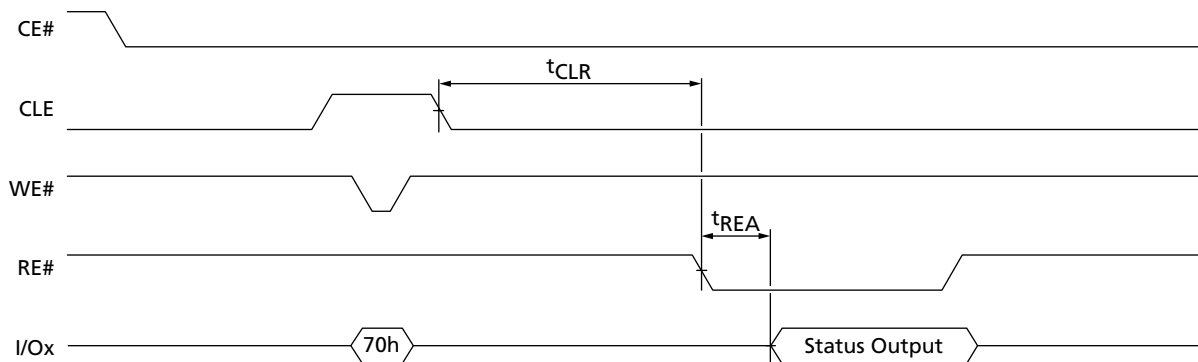 CE#
tCLR
CLE
WE#
tREA
RE#
I/Ox 70h Status Output